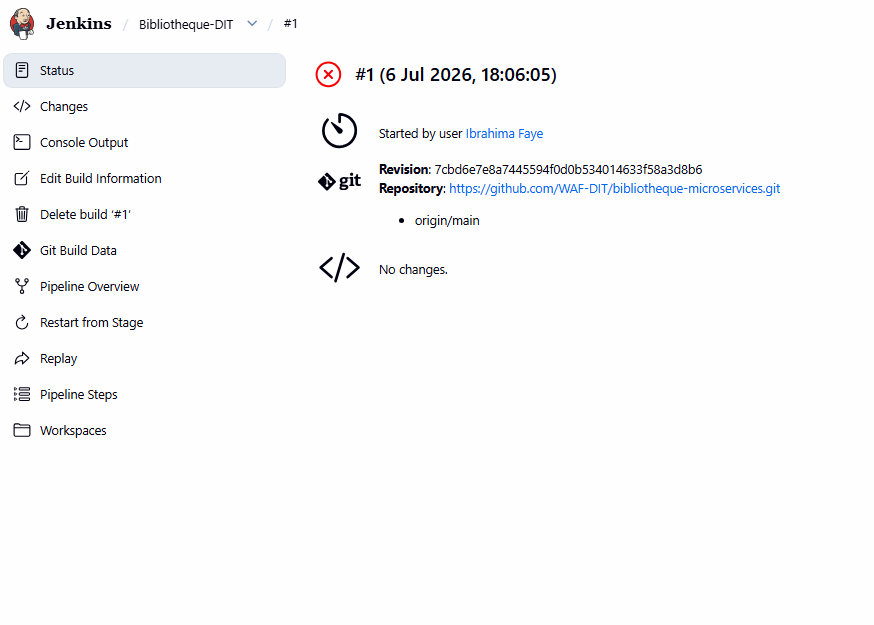 Jenkins / Bibliotheque-DIT / #1
Status
Changes
Console Output
Edit Build Information
Delete build ‘#1’
Git Build Data
Pipeline Overview
Restart from Stage
Replay
Pipeline Steps
Workspaces
#1 (6 Jul 2026, 18:06:05)
Started by user Ibrahima Faye
git
Revision: 7cbd6e7e8a7445594f0d0b534014633f58a3d8b6
Repository: https://github.com/WAF-DIT/bibliotheque-microservices.git
• origin/main
No changes.